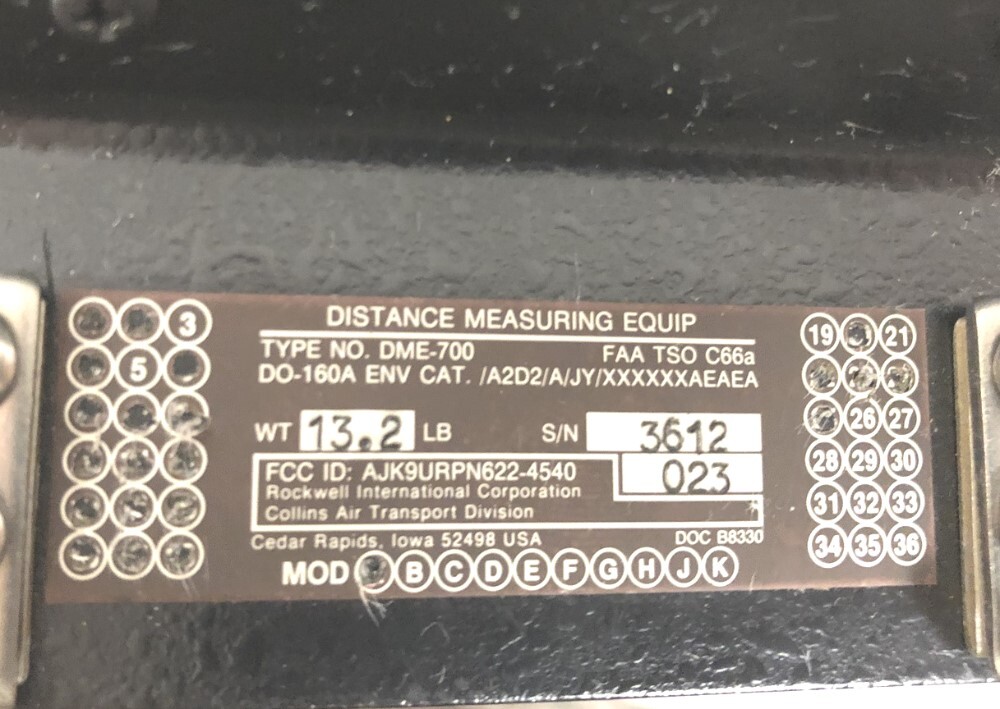 DISTANCE MEASURING EQUIP
TYPE NO. DME-700 FAA TSO C66a
DO-160A ENV CAT. /A2D2/A/JY/XXXXXXAEAEA
WT 13.2 LB S/N 3612
023
FCC ID: AJK9URPN622-4540
Rockwell International Corporation
Collins Air Transport Division
Cedar Rapids, Iowa 52498 USA DOC B8330
MOD B C D E F G H J K
3
5
19 21
26 27
28 29 30
31 32 33
34 35 36